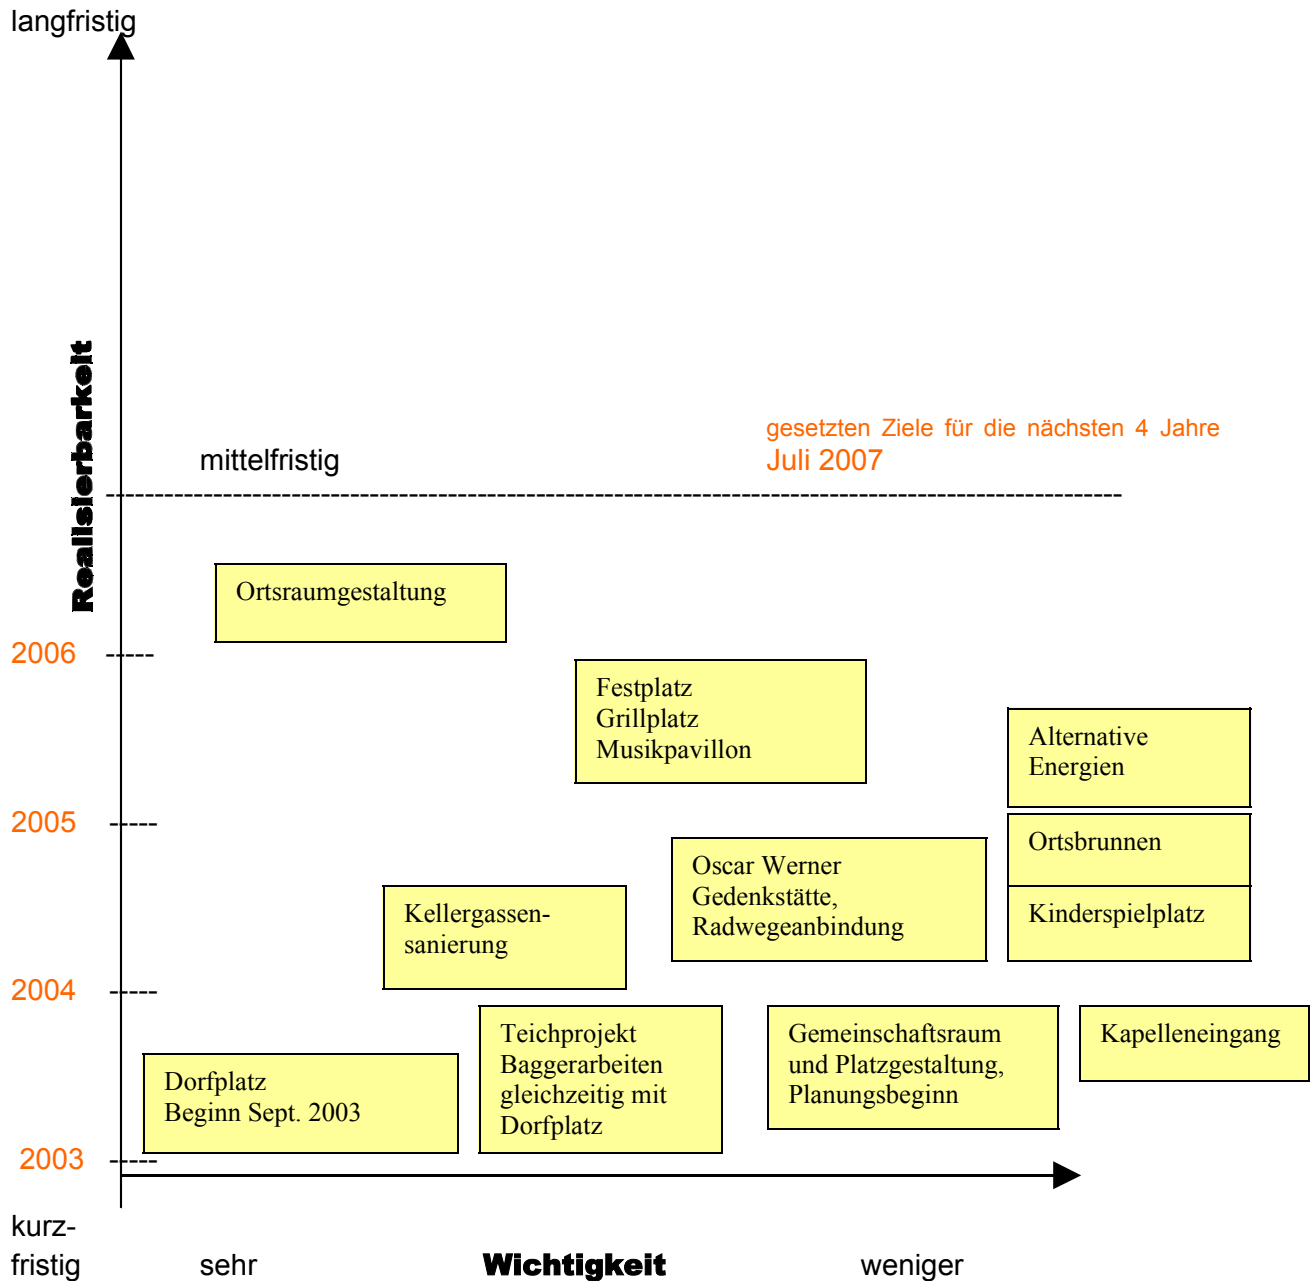 langfristig
Realisierbarkeit
gesetzten Ziele für die nächsten 4 Jahre
mittelfristig
Juli 2007
Ortsraumgestaltung
2006
Festplatz
Grillplatz
Musikpavillon
Alternative
Energien
2005
Ortsbrunnen
Oscar Werner
Gedenkstätte,
Radwegeanbindung
Kellergassen-
sanierung
Kinderspielplatz
2004
Teichprojekt
Baggerarbeiten
gleichzeitig mit
Dorfplatz
Gemeinschaftsraum
und Platzgestaltung,
Planungsbeginn
Kapelleneingang
Dorfplatz
Beginn Sept. 2003
2003
kurz-
fristig
sehr
Wichtigkeit
weniger